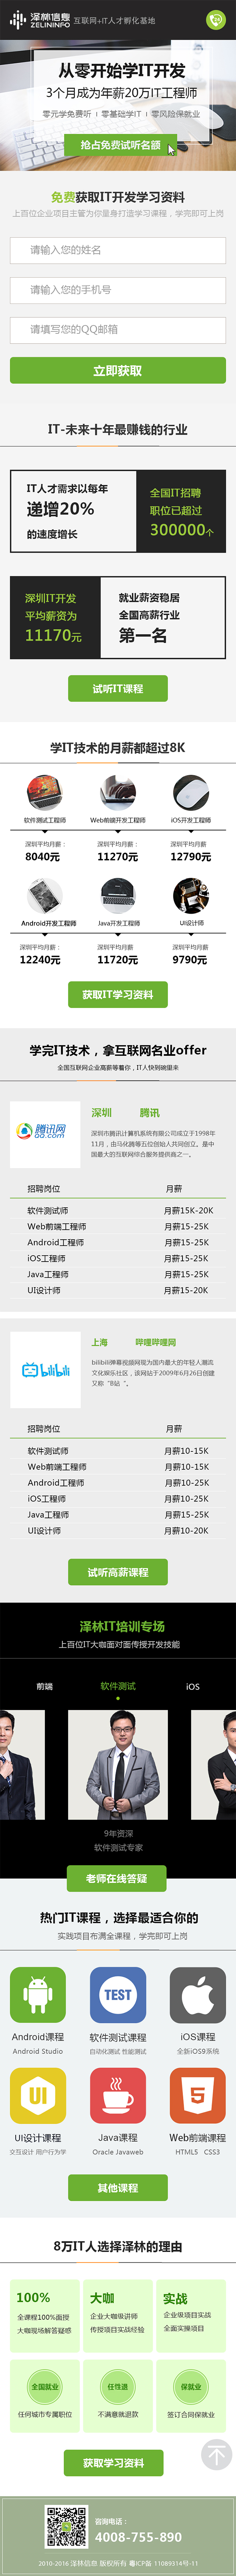 泽林信息 互联网+IT人才孵化基地
ZELININFO
从零开始学IT开发
3个月成为年薪20万IT工程师
零元学免费听 零基础学IT 零风险保就业
抢占免费试听名额
免费获取IT开发学习资料
上百位企业项目主管为你量身打造学习课程，学完即可上岗
请输入您的姓名
请输入您的手机号
请填写您的QQ邮箱
立即获取
IT-未来十年最赚钱的行业
IT人才需求以每年
递增20%
的速度增长
全国IT招聘
职位已超过
300000个
深圳IT开发
平均薪资为
11170元
就业薪资稳居
全国高薪行业
第一名
试听IT课程
学IT技术的月薪都超过8K
软件测试工程师 Web前端开发工程师 iOS开发工程师
深圳平均月薪： 深圳平均月薪 深圳平均月薪
8040元 11270元 12790元
Android开发工程师 Java开发工程师 UI设计师
深圳平均月薪： 深圳平均月薪 深圳平均月薪
12240元 11720元 9790元
获取IT学习资料
学完IT技术，拿互联网名业offer
全国互联网企业高薪等着你，IT人快到碗里来
腾讯网
QQ.com
深圳 腾讯
深圳市腾讯计算机系统有限公司成立于1998年
11月，由马化腾等五位创始人共同创立。是中
国最大的互联网综合服务提供商之一。
招聘岗位 月薪
软件测试师 月薪15K-20K
Web前端工程师 月薪15-25K
Android工程师 月薪15-25K
iOS工程师 月薪15-25K
Java工程师 月薪15-25K
UI设计师 月薪15-20K
bilibili
上海 哔哩哔哩网
bilibili弹幕视频网现为国内最大的年轻人潮流
文化娱乐社区，该网站于2009年6月26日创建
又称“B站“。
招聘岗位 月薪
软件测试师 月薪10-15K
Web前端工程师 月薪10-15K
Android工程师 月薪10-25K
iOS工程师 月薪10-25K
Java工程师 月薪15-25K
UI设计师 月薪10-20K
试听高薪课程
泽林IT培训专场
上百位IT大咖面对面传授开发技能
前端 软件测试 iOS
9年资深
软件测试专家
老师在线答疑
热门IT课程，选择最适合你的
实践项目布满全课程，学完即可上岗
TEST
Android课程 软件测试课程 iOS课程
Android Studio 自动化测试 性能测试 全新iOS9系统
UI 5
UI设计课程 Java课程 Web前端课程
交互设计 用户行为学 Oracle Javaweb HTML5 CSS3
其他课程
8万IT人选择泽林的理由
100% 大咖 实战
全课程100%面授 企业大咖级讲师 企业级项目实战
大咖现场解答疑惑 传授项目实战经验 全面实操项目
全国就业 任性退 保就业
任何城市专属职位 不满意就退款 签订合同保就业
获取学习资料
咨询电话：
4008-755-890
2010-2016 泽林信息 版权所有 粤ICP备 11089314号-11